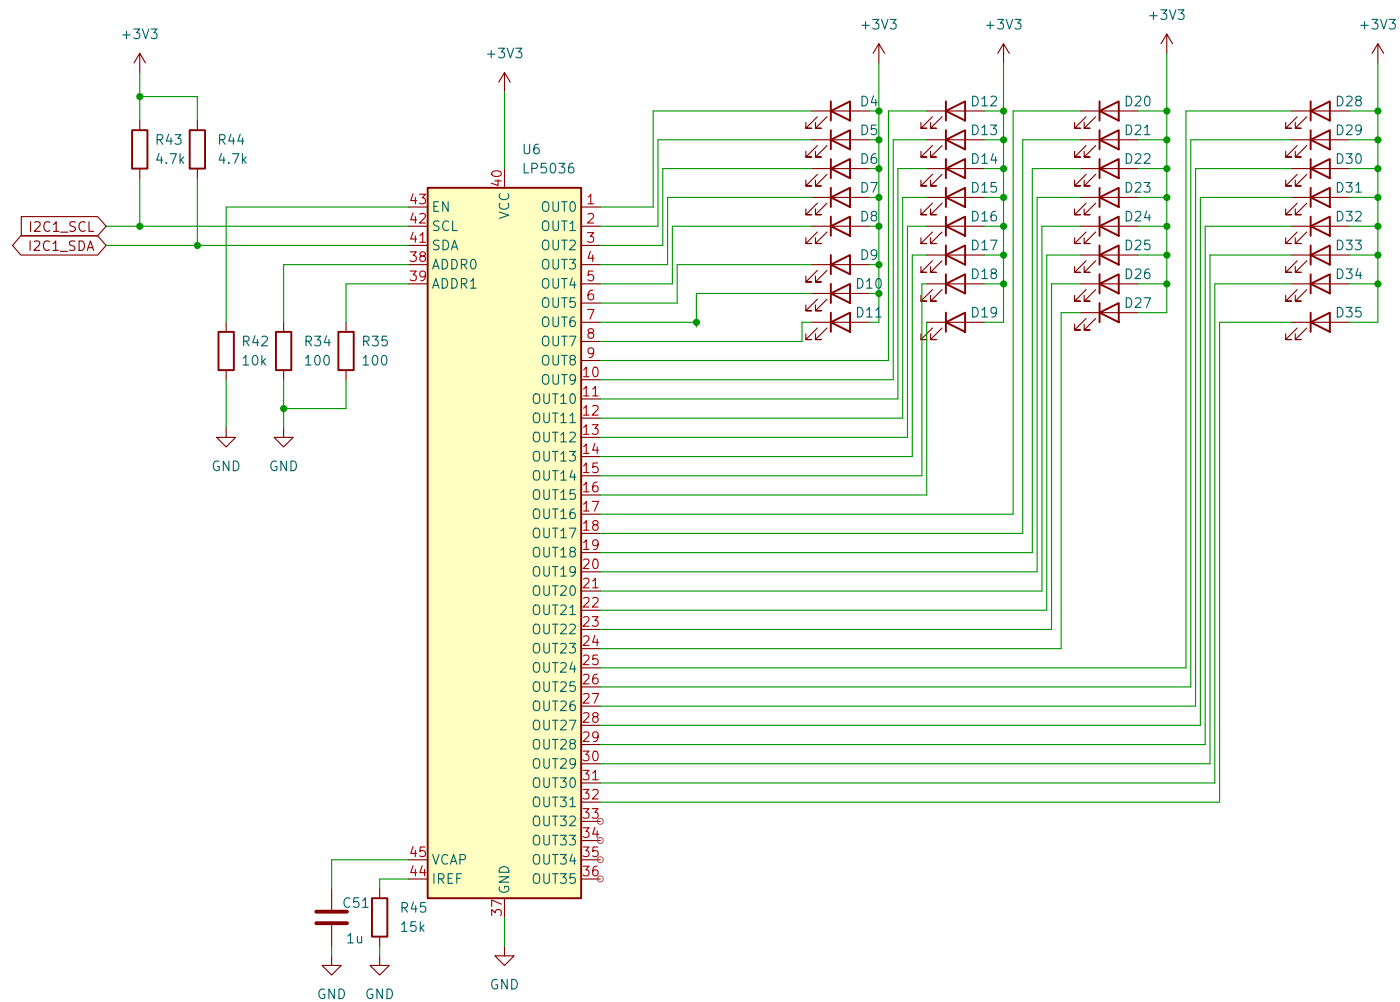 +3V3
+3V3
+3V3
+3V3
+3V3
+3V3
R43
4.7k
R44
4.7k
U6
LP5036
I2C1_SCL
I2C1_SDA
R42
10k
R34
100
R35
100
GND
GND
40
VCC
43 EN
42 SCL
41 SDA
38 ADDR0
39 ADDR1
45 VCAP
44 IREF
OUT0 1
OUT1 2
OUT2 3
OUT3 4
OUT4 5
OUT5 6
OUT6 7
OUT7 8
OUT8 9
OUT9 10
OUT10 11
OUT11 12
OUT12 13
OUT13 14
OUT14 15
OUT15 16
OUT16 17
OUT17 18
OUT18 19
OUT19 20
OUT20 21
OUT21 22
OUT22 23
OUT23 24
OUT24 25
OUT25 26
OUT26 27
OUT27 28
OUT28 29
OUT29 30
OUT30 31
OUT31 32
OUT32 33
OUT33 34
OUT34 35
OUT35 36
GND
37
C51
1u
R45
15k
GND
GND
GND
D4
D5
D6
D7
D8
D9
D10
D11
D12
D13
D14
D15
D16
D17
D18
D19
D20
D21
D22
D23
D24
D25
D26
D27
D28
D29
D30
D31
D32
D33
D34
D35